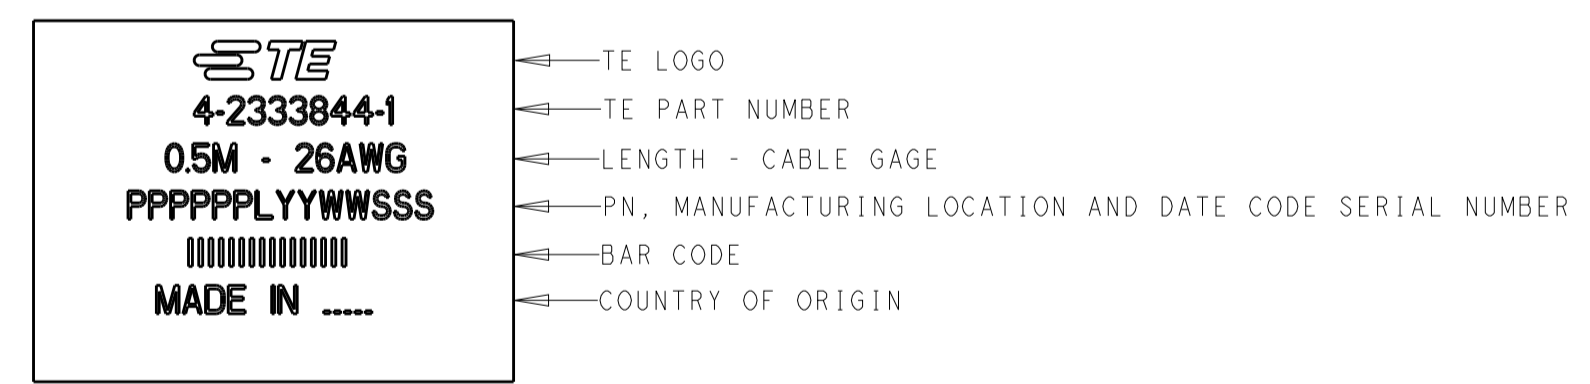 TE TE LOGO
4-2333844-1 TE PART NUMBER
0.5M - 26AWG LENGTH - CABLE GAGE
PPPPPPLYYWWSSS PN, MANUFACTURING LOCATION AND DATE CODE SERIAL NUMBER
BAR CODE
MADE IN _____ COUNTRY OF ORIGIN